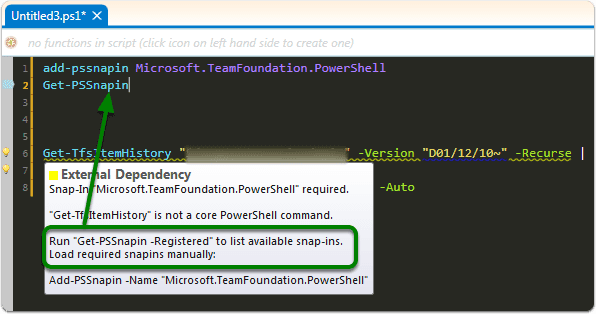 Untitled3.ps1*
no functions in script (click icon on left hand side to create one)
1 add-pssnapin Microsoft.TeamFoundation.PowerShell
2 Get-PSSnapin
3
4
5
6 Get-TfsItemHistory " " -Version "D01/12/10~" -Recurse |
7
8 -Auto
External Dependency
Snap-In "Microsoft.TeamFoundation.PowerShell" required.
"Get-TfsItemHistory" is not a core PowerShell command.
Run "Get-PSSnapin -Registered" to list available snap-ins.
Load required snapins manually:
Add-PSSnapin -Name "Microsoft.TeamFoundation.PowerShell"